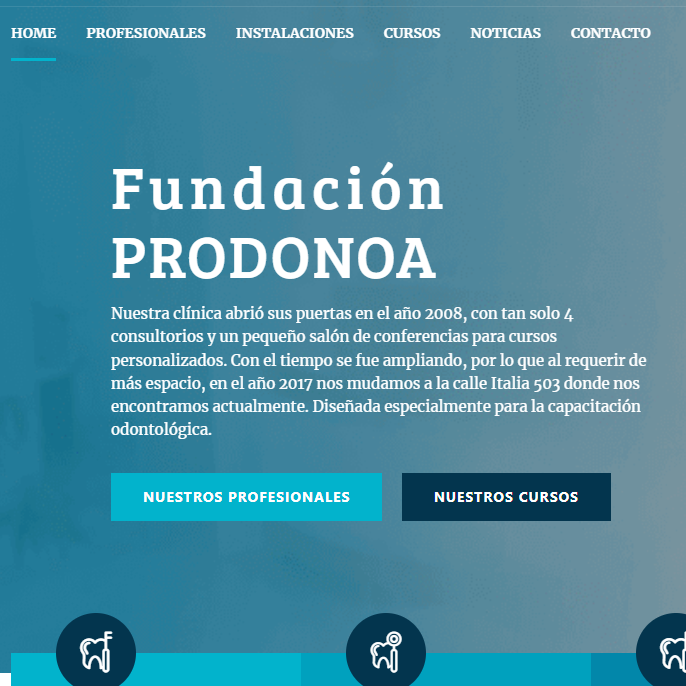 HOME PROFESIONALES INSTALACIONES CURSOS NOTICIAS CONTACTO
Fundación
PRODONOA
Nuestra clínica abrió sus puertas en el año 2008, con tan solo 4
consultorios y un pequeño salón de conferencias para cursos
personalizados. Con el tiempo se fue ampliando, por lo que al requerir de
más espacio, en el año 2017 nos mudamos a la calle Italia 503 donde nos
encontramos actualmente. Diseñada especialmente para la capacitación
odontológica.
NUESTROS PROFESIONALES NUESTROS CURSOS